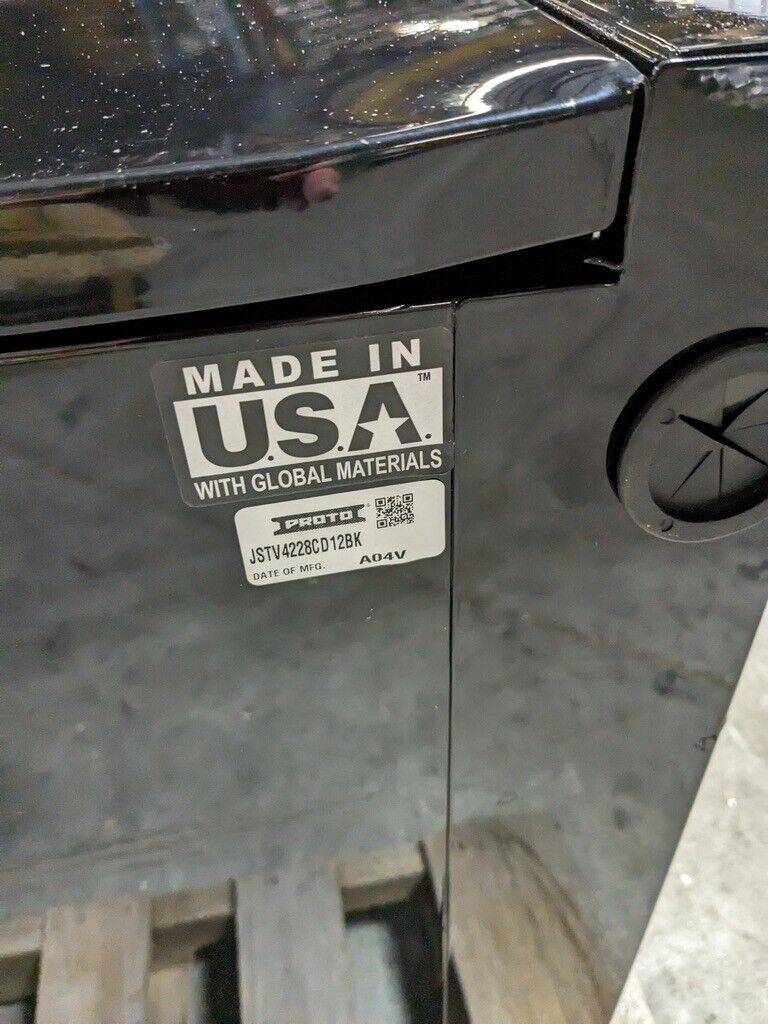 MADE IN
U.S.A.™
WITH GLOBAL MATERIALS
PROTO®
JSTV4228CD12BK
DATE OF MFG. A04V